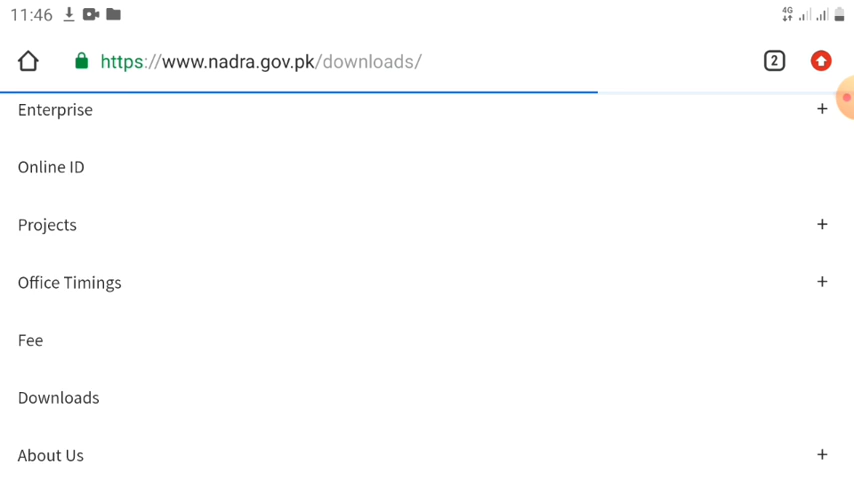 11:46
4G
https://www.nadra.gov.pk/downloads/
2
Enterprise +
Online ID
Projects +
Office Timings +
Fee
Downloads
About Us +